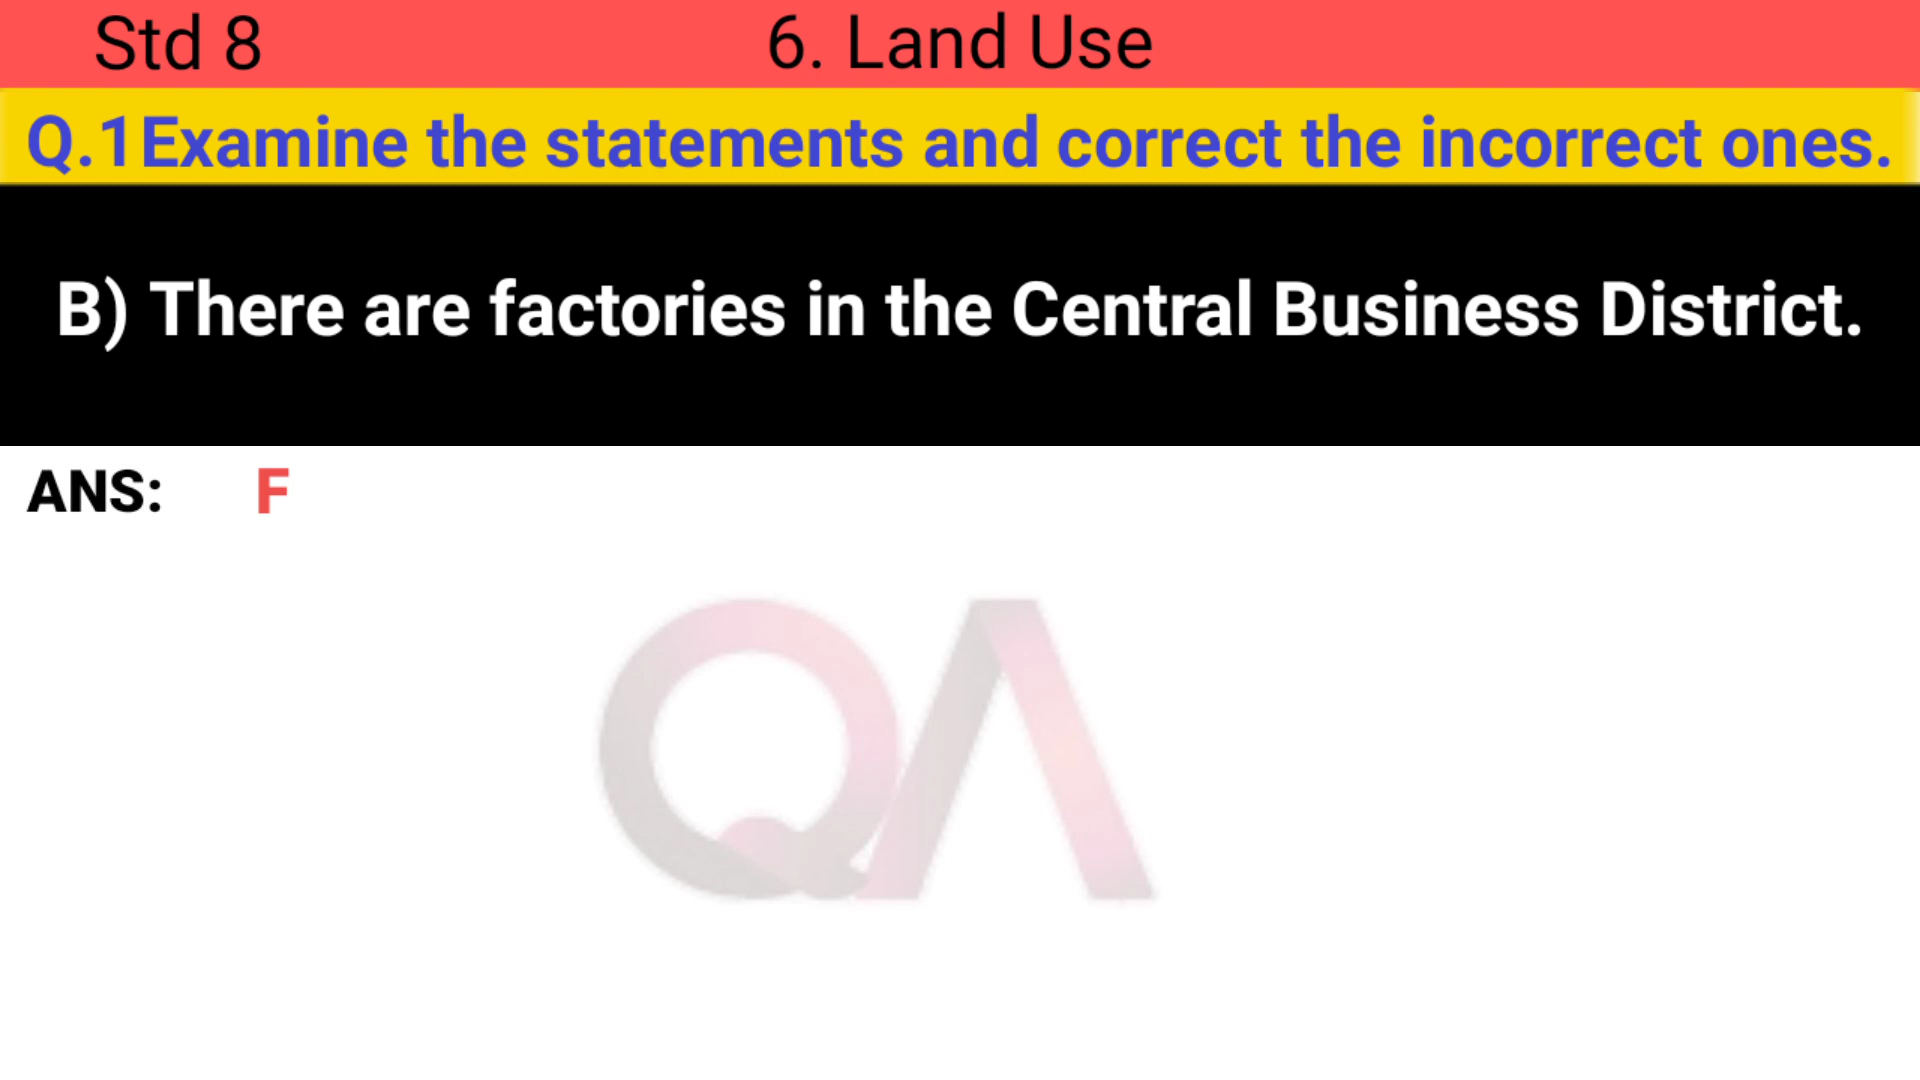 Std 8 6. Land Use
Q.1Examine the statements and correct the incorrect ones.
B) There are factories in the Central Business District.
ANS: F
QA